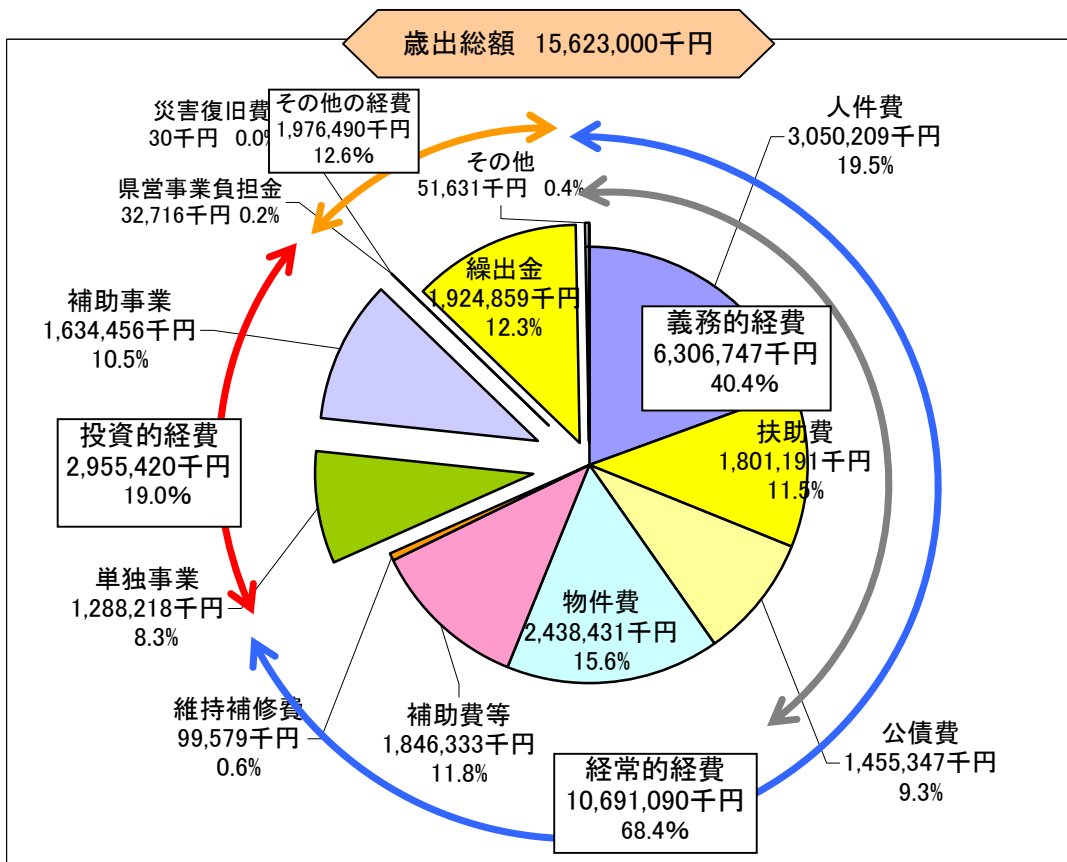 歳出総額 15,623,000千円
災害復旧費
30千円 0.0%
その他の経費
1,976,490千円
12.6%
その他
51,631千円 0.4%
人件費
3,050,209千円
19.5%
県営事業負担金
32,716千円 0.2%
繰出金
1,924,859千円
12.3%
補助事業
1,634,456千円
10.5%
義務的経費
6,306,747千円
40.4%
投資的経費
2,955,420千円
19.0%
扶助費
1,801,191千円
11.5%
単独事業
1,288,218千円
8.3%
物件費
2,438,431千円
15.6%
維持補修費
99,579千円
0.6%
補助費等
1,846,333千円
11.8%
経常的経費
10,691,090千円
68.4%
公債費
1,455,347千円
9.3%